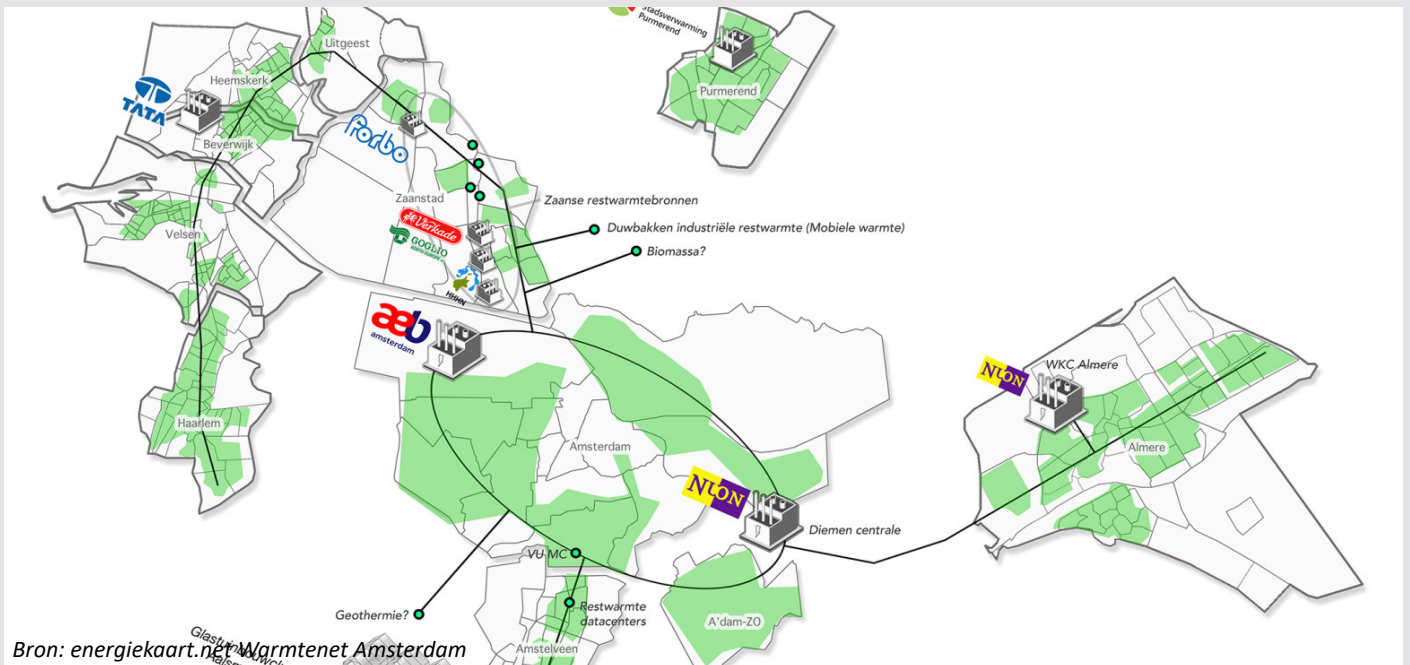 Stadsverwarming
Purmerend
Uitgeest
Heemskerk
TATA
Purmerend
Beverwijk
forbo
Zaanstad
Zaanse restwarmtebronnen
Verkade
GOGLIO
Duwbakken industriële restwarmte (Mobiele warmte)
Velsen
Biomassa?
HHNK
aeb
amsterdam
NUON
WKC Almere
Haarlem
Amsterdam
Almere
NUON
Diemen centrale
VU MC
Geothermie?
Restwarmte
datacenters
A'dam-ZO
Amstelveen
Bron: energiekaart.net Warmtenet Amsterdam